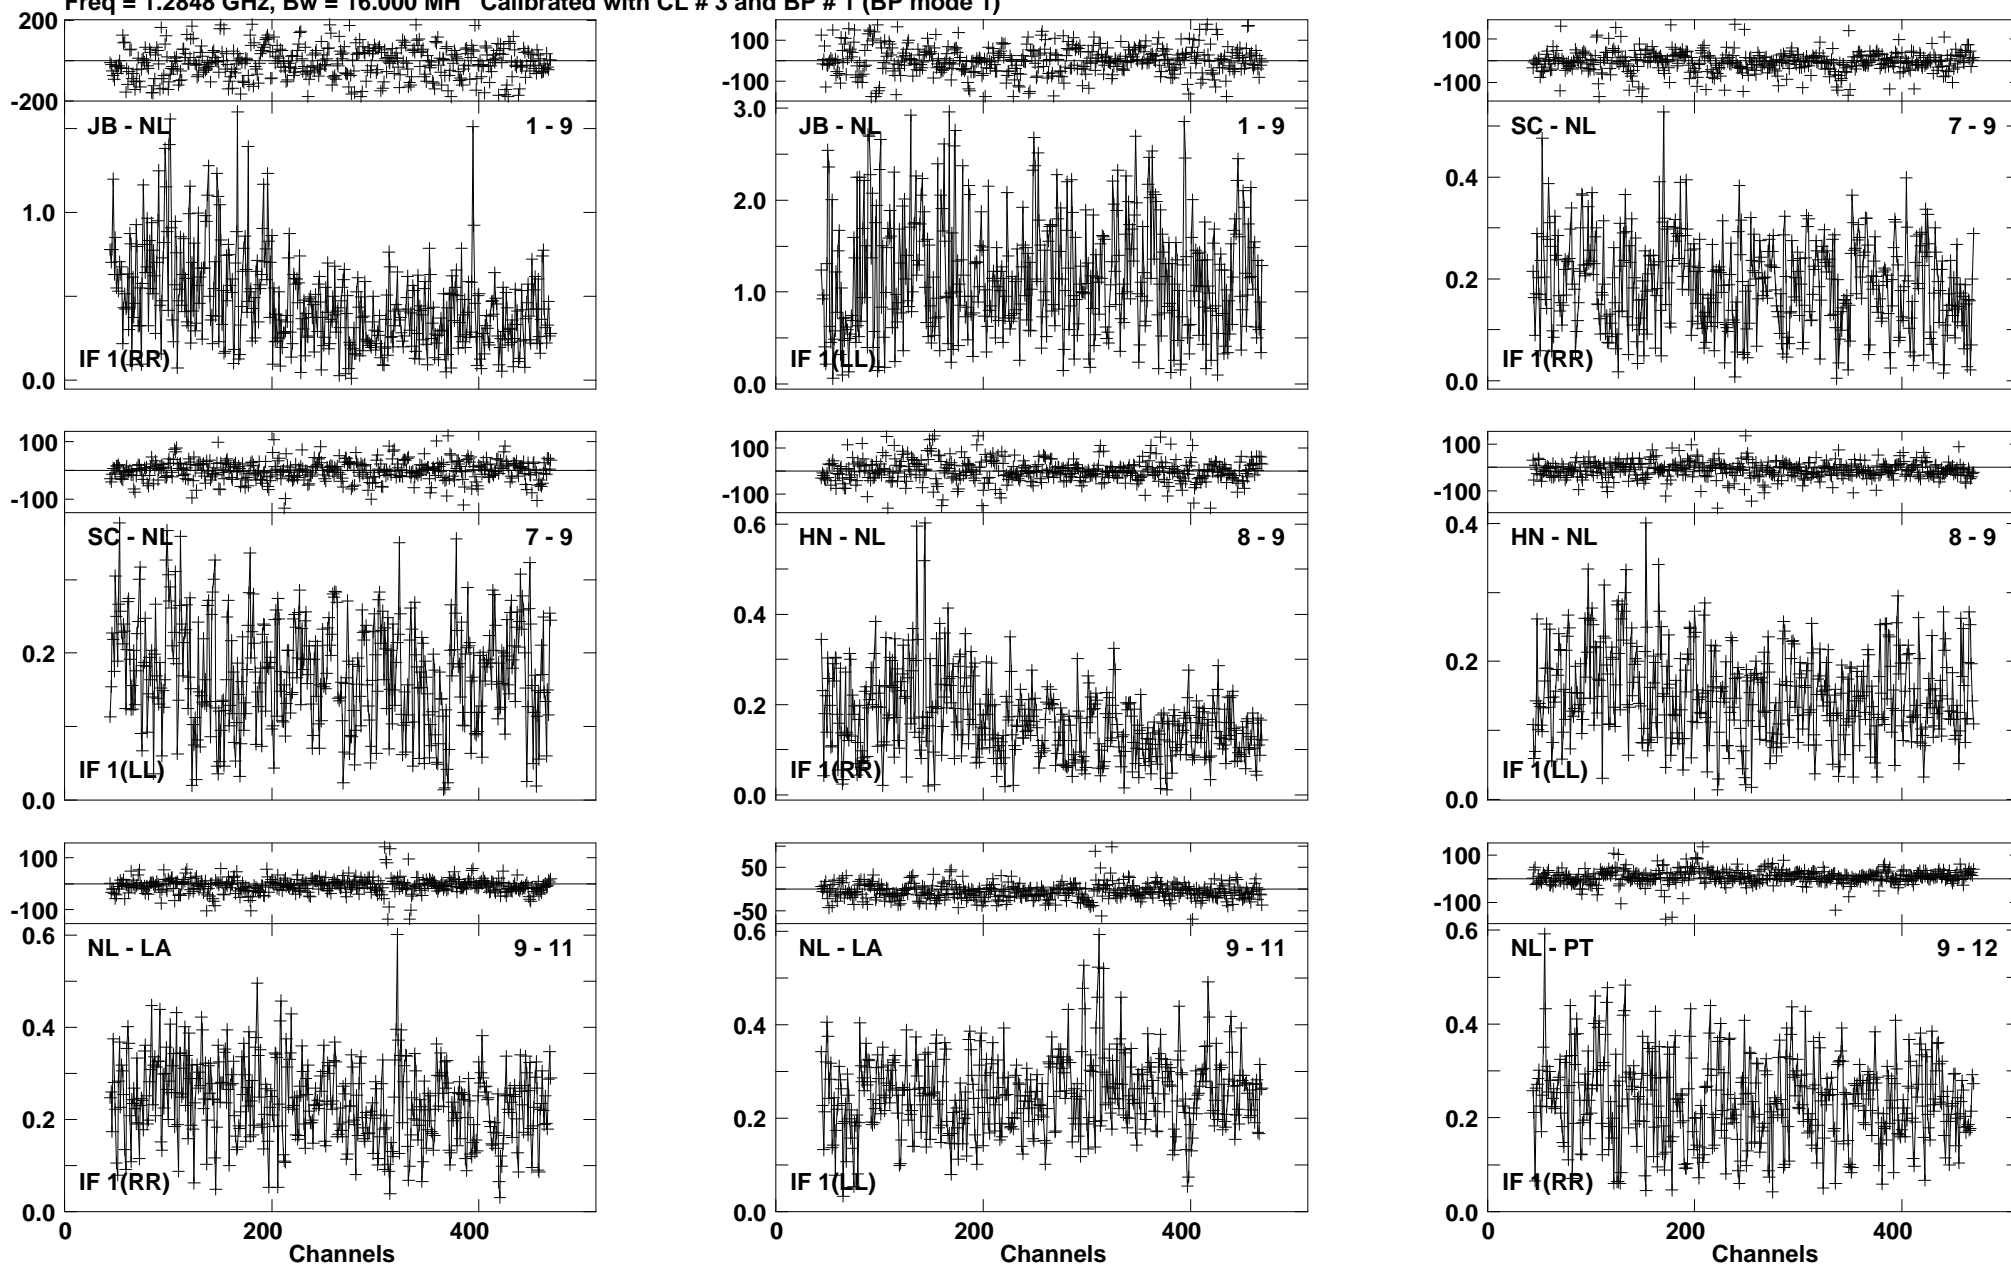 Freq = 1.2848 GHz, Bw = 16.000 MH Calibrated with CL # 3 and BP # 1 (BP mode 1)
200
-200
100
-100
100
-100
JB - NL 1 - 9
1.0
0.0
IF 1(RR)
JB - NL 1 - 9
3.0
2.0
1.0
0.0
IF 1(LL)
SC - NL 7 - 9
0.4
0.2
0.0
IF 1(RR)
100
-100
100
-100
100
-100
SC - NL 7 - 9
0.2
0.0
IF 1(LL)
HN - NL 8 - 9
0.6
0.4
0.2
0.0
IF 1(RR)
HN - NL 8 - 9
0.4
0.2
0.0
IF 1(LL)
100
-100
50
-50
100
-100
NL - LA 9 - 11
0.6
0.4
0.2
0.0
IF 1(RR)
NL - LA 9 - 11
0.6
0.4
0.2
0.0
IF 1(LL)
NL - PT 9 - 12
0.6
0.4
0.2
0.0
IF 1(RR)
0 200 400
Channels
0 200 400
Channels
0 200 400
Channels